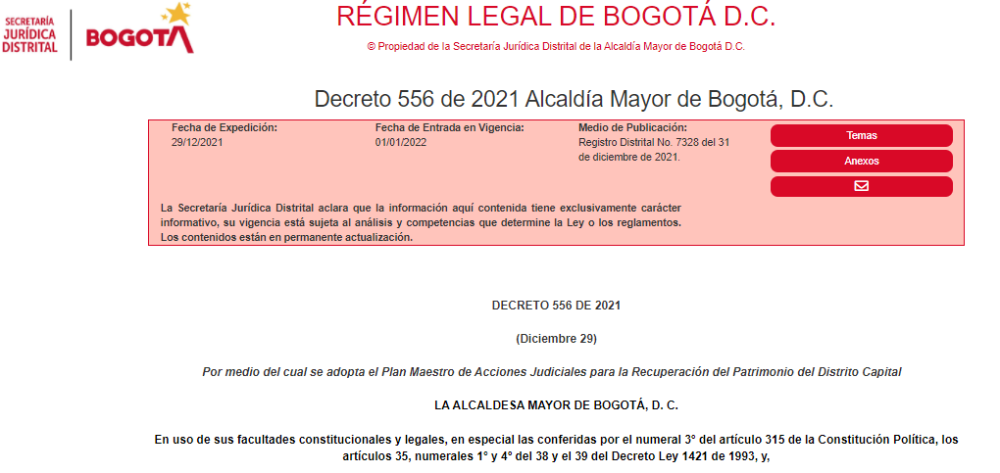 SECRETARÍA
JURÍDICA
DISTRITAL
BOGOTÁ
RÉGIMEN LEGAL DE BOGOTÁ D.C.
© Propiedad de la Secretaría Jurídica Distrital de la Alcaldía Mayor de Bogotá D.C.
Decreto 556 de 2021 Alcaldía Mayor de Bogotá, D.C.
Fecha de Expedición:
29/12/2021
Fecha de Entrada en Vigencia:
01/01/2022
Medio de Publicación:
Registro Distrital No. 7328 del 31
de diciembre de 2021.
Temas
Anexos
La Secretaría Jurídica Distrital aclara que la información aquí contenida tiene exclusivamente carácter
informativo, su vigencia está sujeta al análisis y competencias que determine la Ley o los reglamentos.
Los contenidos están en permanente actualización.
DECRETO 556 DE 2021
(Diciembre 29)
Por medio del cual se adopta el Plan Maestro de Acciones Judiciales para la Recuperación del Patrimonio del Distrito Capital
LA ALCALDESA MAYOR DE BOGOTÁ, D. C.
En uso de sus facultades constitucionales y legales, en especial las conferidas por el numeral 3° del artículo 315 de la Constitución Política, los
artículos 35, numerales 1° y 4° del 38 y el 39 del Decreto Ley 1421 de 1993, y,